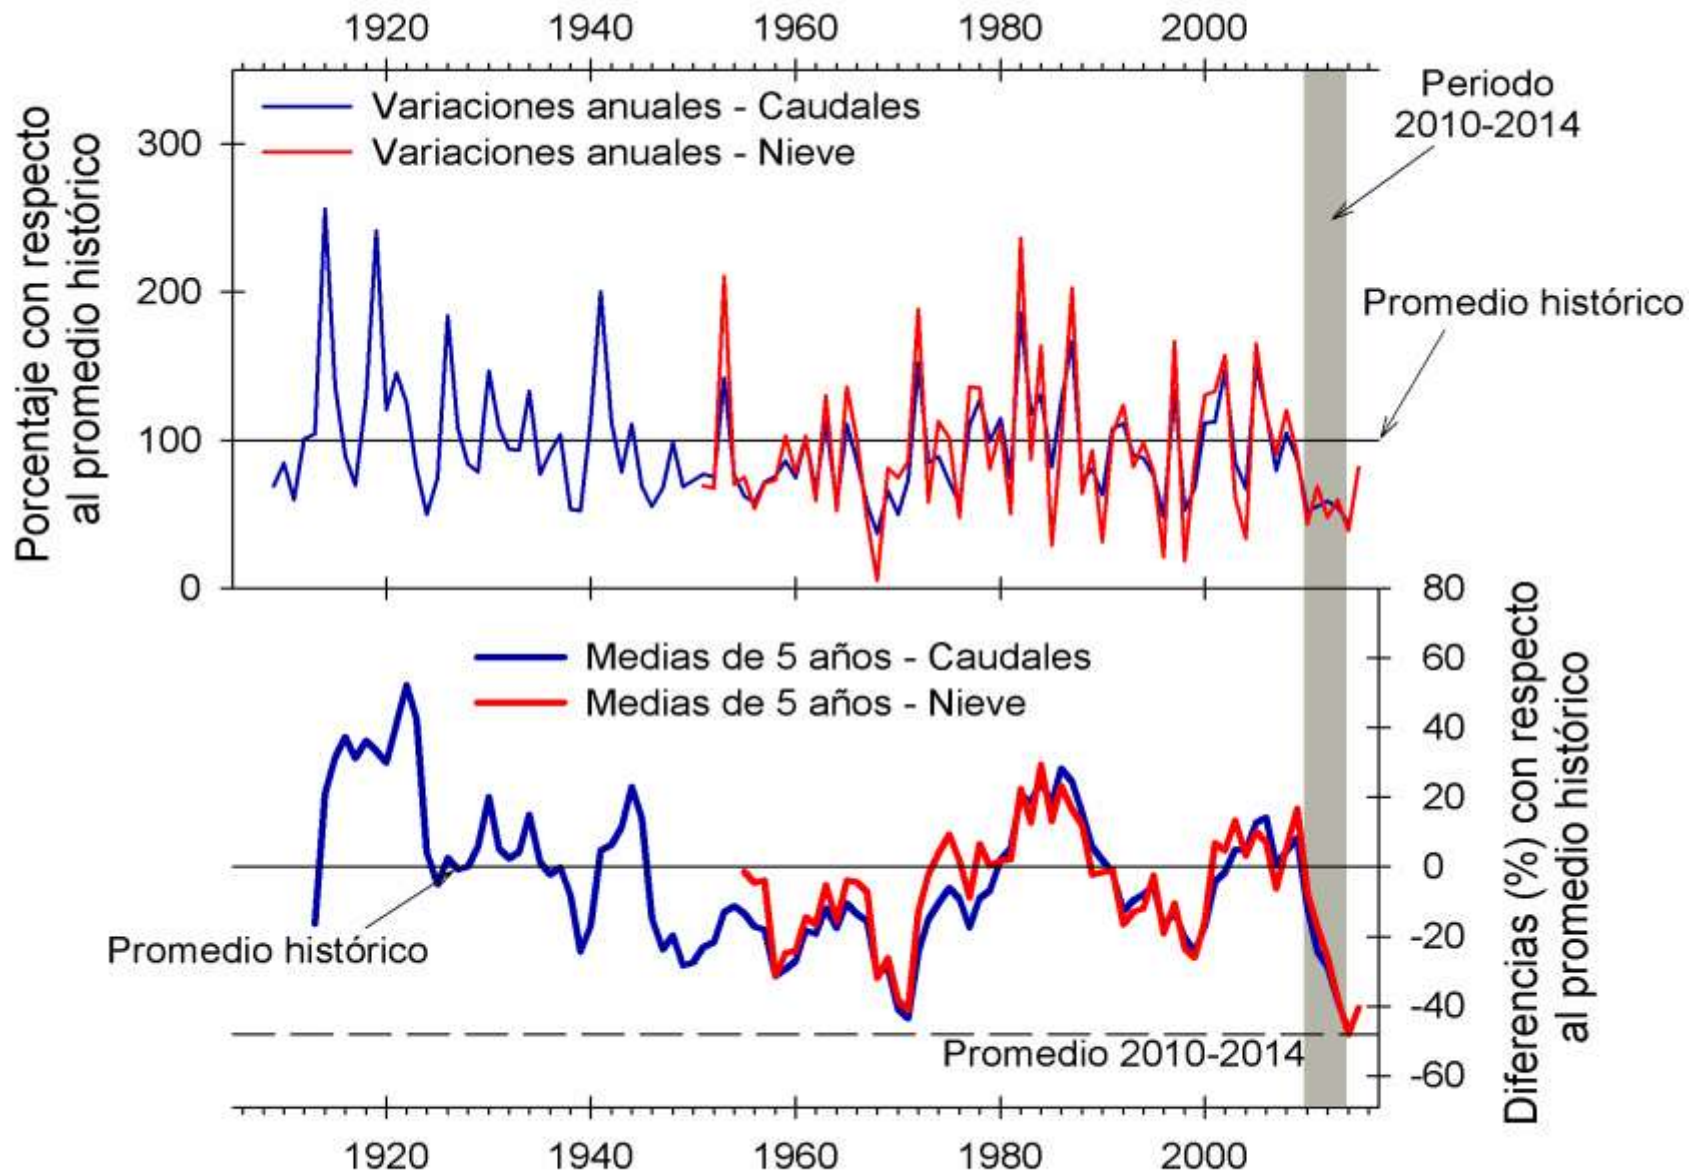 1920 1940 1960 1980 2000
Variaciones anuales - Caudales
Variaciones anuales - Nieve
Periodo
2010-2014
Promedio histórico
Porcentaje con respecto
al promedio histórico
300
200
100
0
80
60
40
20
0
-20
-40
-60
Medias de 5 años - Caudales
Medias de 5 años - Nieve
Promedio histórico
Promedio 2010-2014
Diferencias (%) con respecto
al promedio histórico
1920 1940 1960 1980 2000